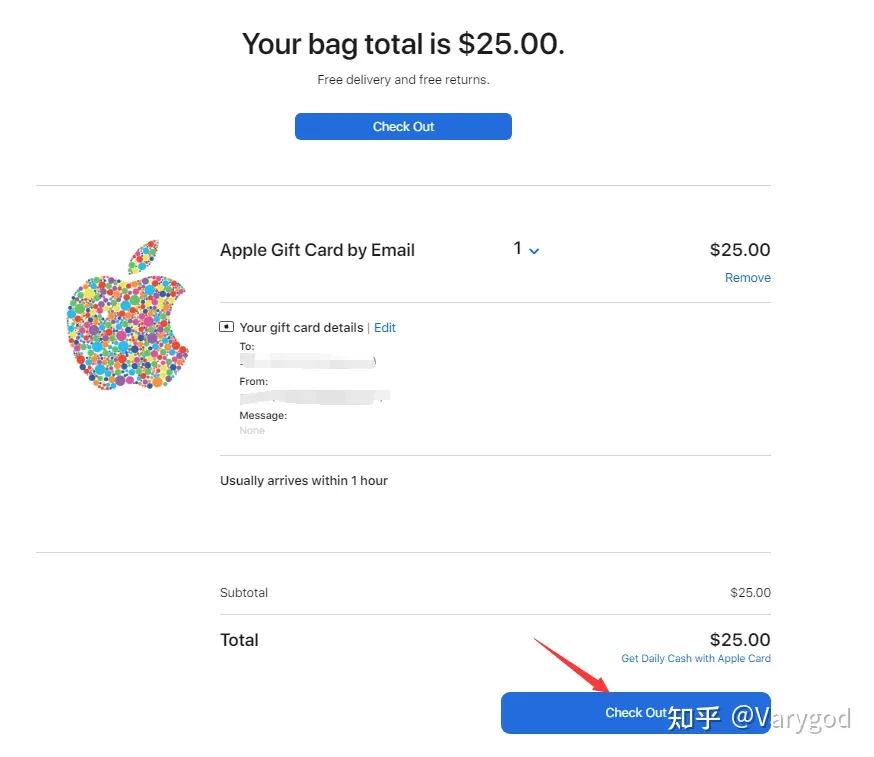 Your bag total is $25.00.
Free delivery and free returns.
Check Out
Apple Gift Card by Email 1 $25.00
Remove
Your gift card details | Edit
To:
From:
Message:
None
Usually arrives within 1 hour
Subtotal $25.00
Total $25.00
Get Daily Cash with Apple Card
Check Out
知乎 @Varygod